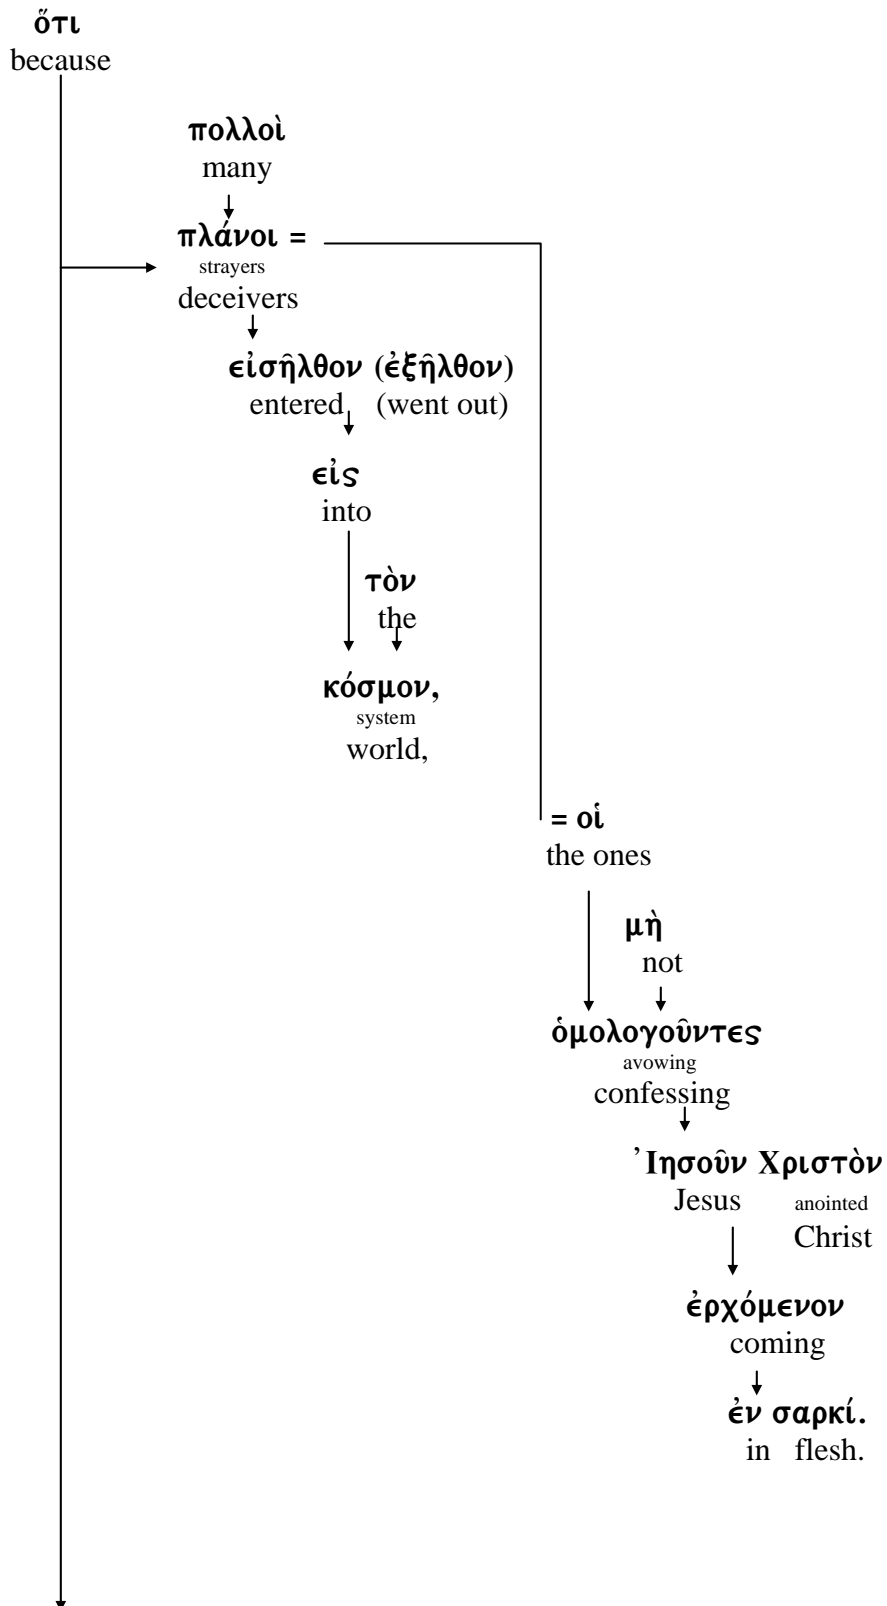 ὅτι
because
πολλοὶ
many
πλάνοι =
strayers
deceivers
εἰσῆλθον (ἐξῆλθον)
entered (went out)
εἰς
into
τὸν
the
κόσμον,
system
world,
= οἱ
the ones
μὴ
not
ὁμολογοῦντες
avowing
confessing
Ἰησοῦν Χριστὸν
Jesus anointed
Christ
ἐρχόμενον
coming
ἐν σαρκί.
in flesh.